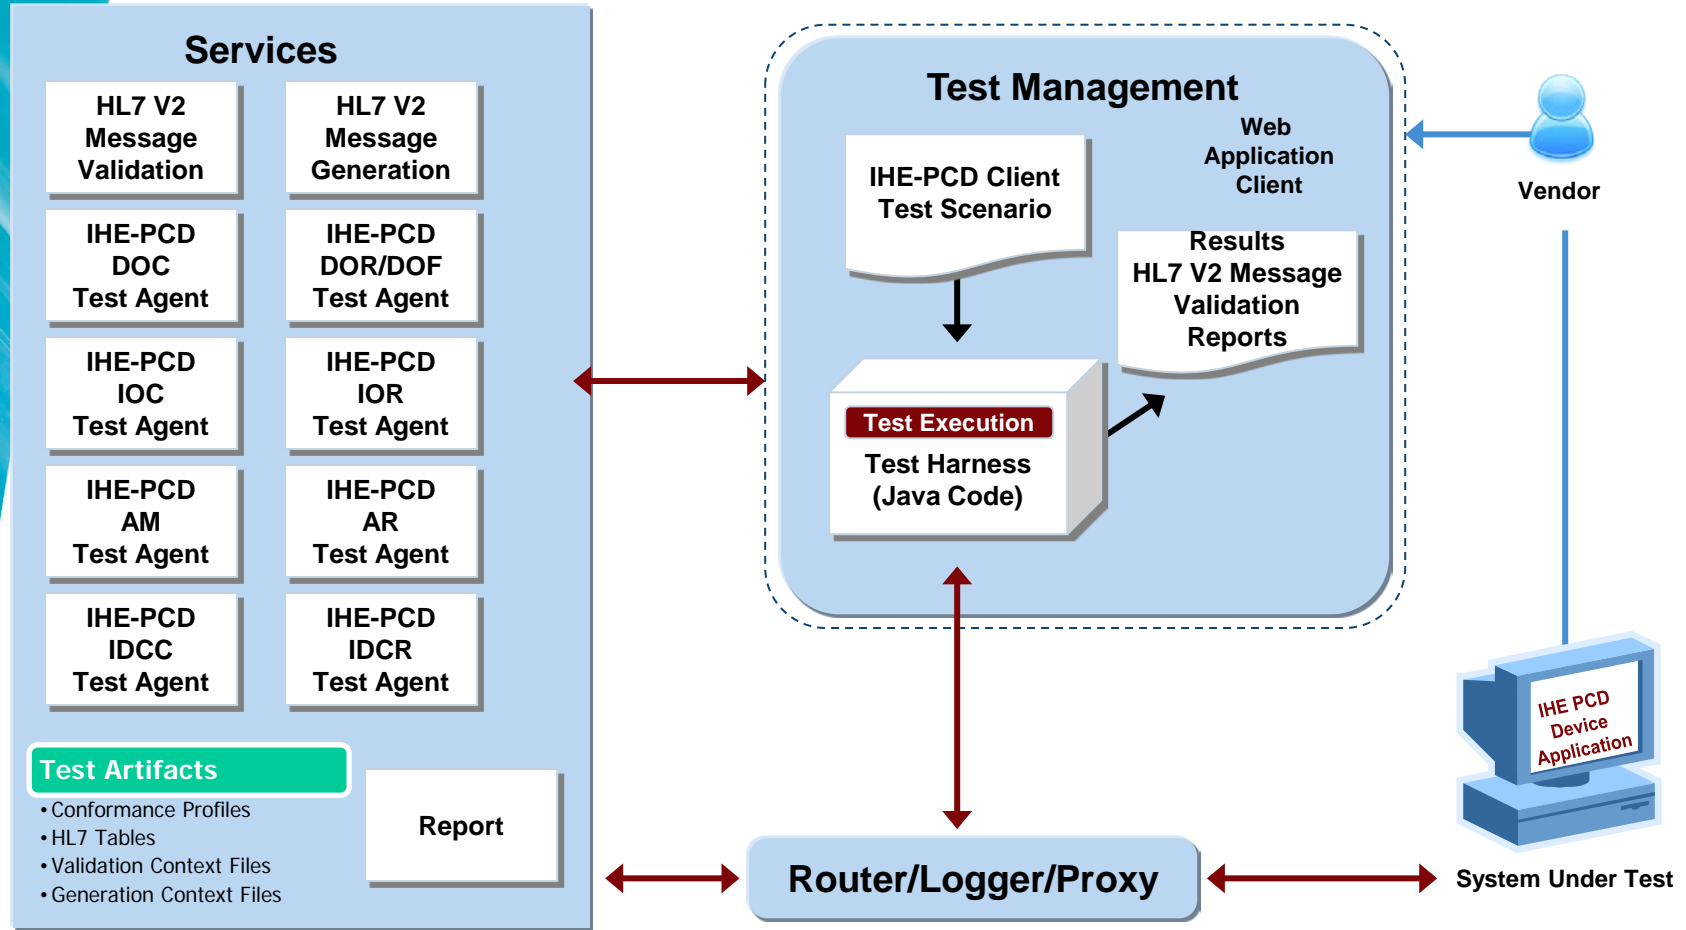 Services
HL7 V2
Message
Validation
HL7 V2
Message
Generation
IHE-PCD
DOC
Test Agent
IHE-PCD
DOR/DOF
Test Agent
IHE-PCD
IOC
Test Agent
IHE-PCD
IOR
Test Agent
IHE-PCD
AM
Test Agent
IHE-PCD
AR
Test Agent
IHE-PCD
IDCC
Test Agent
IHE-PCD
IDCR
Test Agent
Test Artifacts
• Conformance Profiles
• HL7 Tables
• Validation Context Files
• Generation Context Files
Report
Test Management
Web
Application
Client
IHE-PCD Client
Test Scenario
Results
HL7 V2 Message
Validation
Reports
Test Execution
Test Harness
(Java Code)
Router/Logger/Proxy
Vendor
IHE PCD
Device
Application
System Under Test